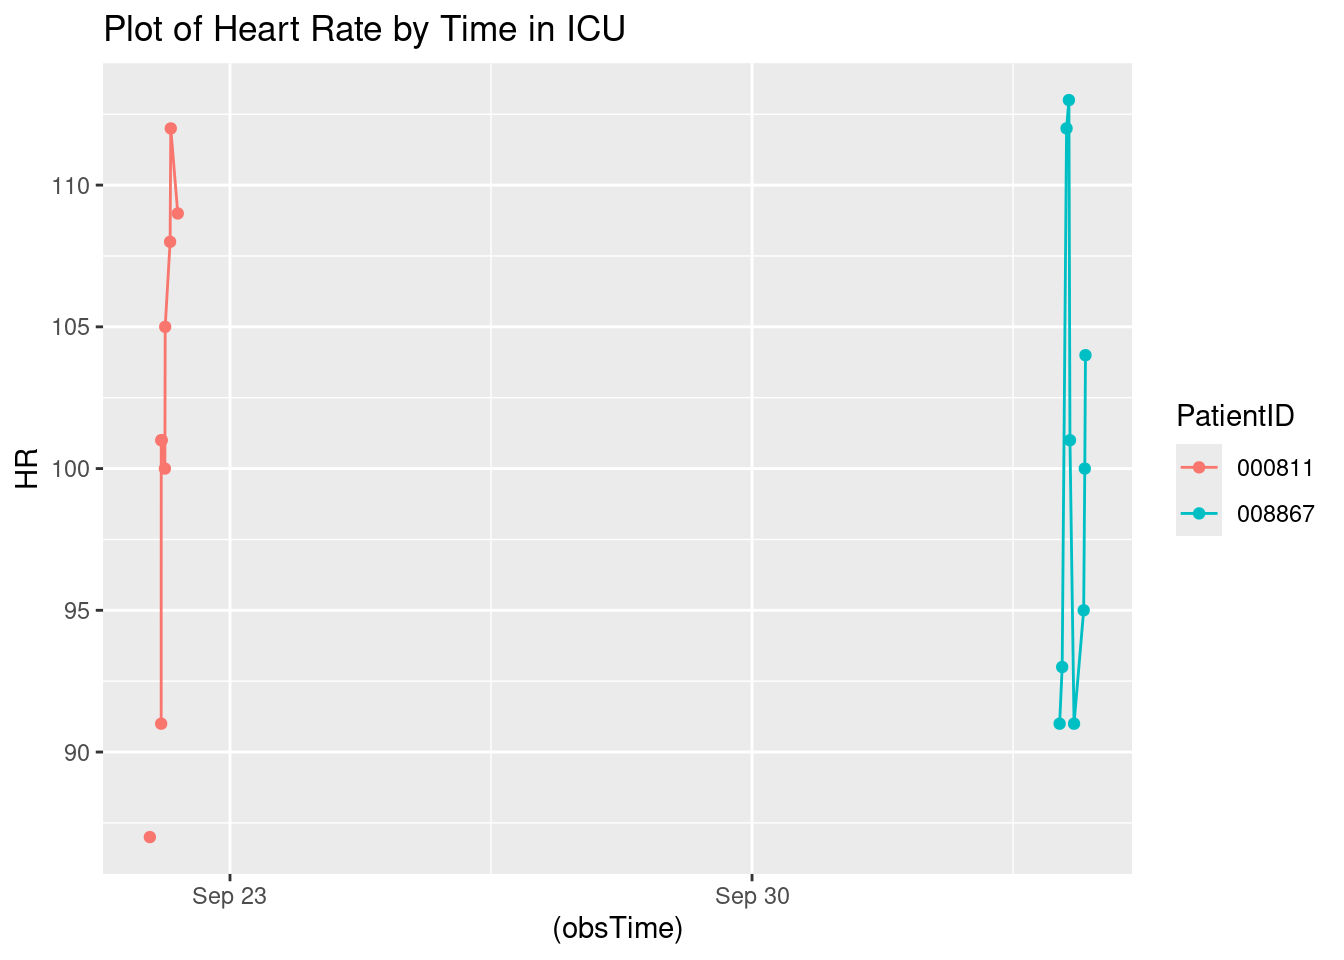 Plot of Heart Rate by Time in ICU
110
105
100
95
90
HR
Sep 23
Sep 30
(obsTime)
PatientID
000811
008867